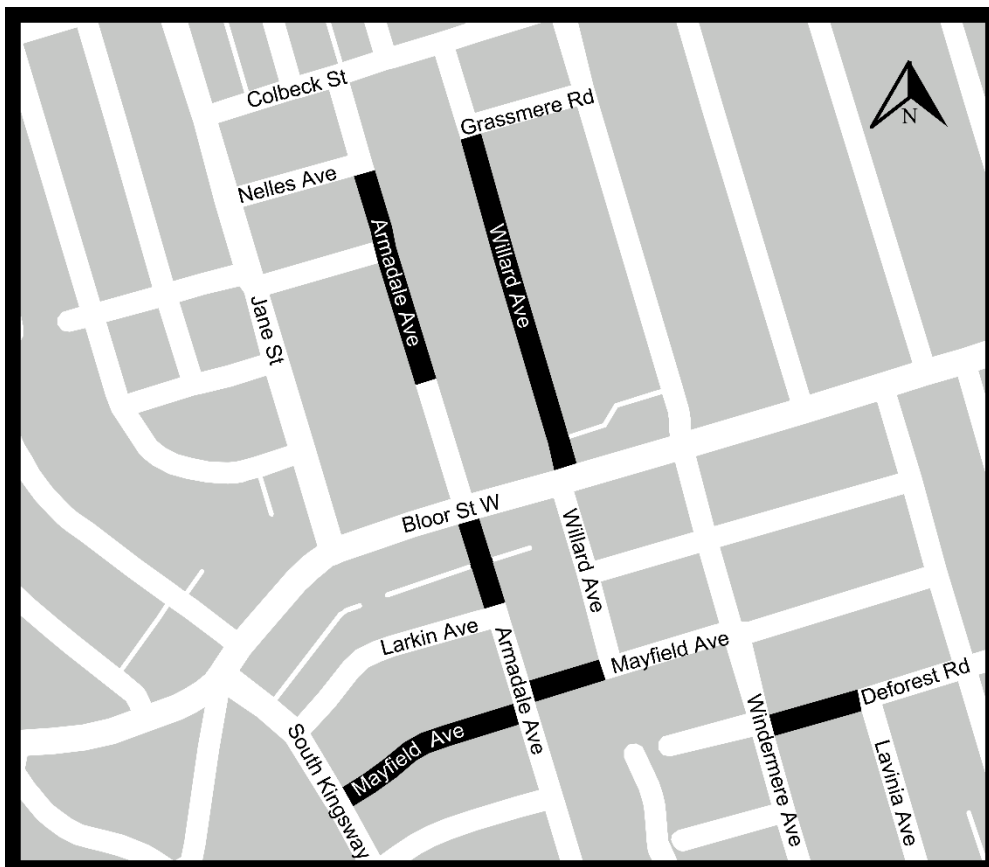 Colbeck St
Grassmere Rd
N
Nelles Ave
Armadale Ave
Willard Ave
Jane St
Bloor St W
Willard Ave
Larkin Ave
Armadale Ave
Mayfield Ave
Deforest Rd
Mayfield Ave
South Kingsway
Windermere Ave
Lavinia Ave